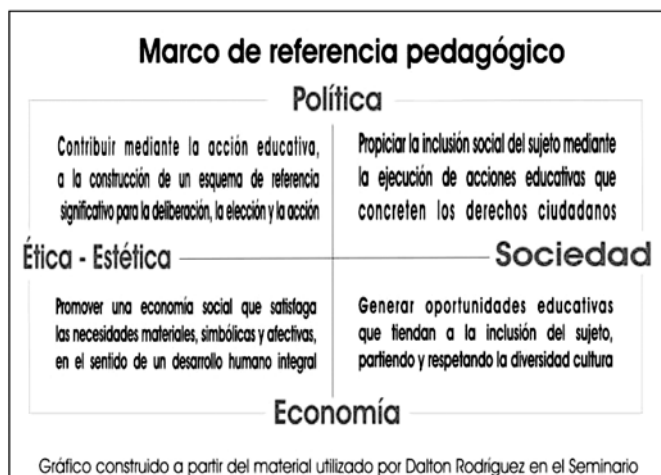 Marco de referencia pedagógico
Política
Contribuir mediante la acción educativa,
a la construcción de un esquema de referencia
significativo para la deliberación, la elección y la acción
Propiciar la inclusión social del sujeto mediante
la ejecución de acciones educativas que
concreten los derechos ciudadanos
Ética - Estética
Sociedad
Promover una economía social que satisfaga
las necesidades materiales, simbólicas y afectivas,
en el sentido de un desarrollo humano integral
Generar oportunidades educativas
que tiendan a la inclusión del sujeto,
partiendo y respetando la diversidad cultura
Economía
Gráfico construido a partir del material utilizado por Dalton Rodríguez en el Seminario